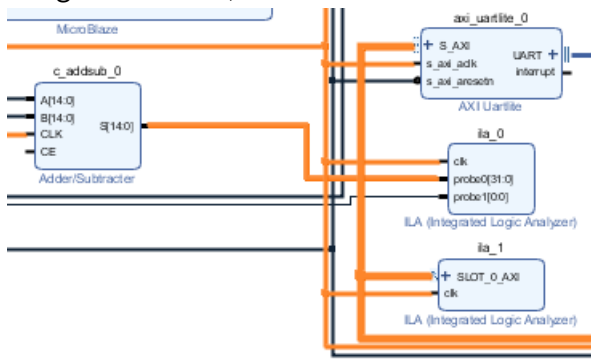 MicroBlaze
c_addsub_0
A[14:0]
B[14:0]
CLK
CE
S[14:0]
Adder/Subtracter
axi_uartlite_0
S_AXI
s_axi_aclk
s_axi_aresetn
UART
interrupt
AXI Uartlite
ila_0
clk
probe0[31:0]
probe1[0:0]
ILA (Integrated Logic Analyzer)
ila_1
SLOT_0_AXI
clk
ILA (Integrated Logic Analyzer)